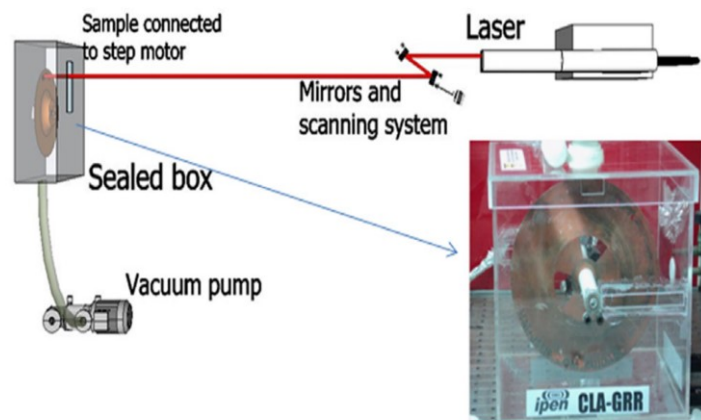 Sample connected
to step motor
Laser
Mirrors and
scanning system
Sealed box
Vacuum pump
ipen CLA-GRR